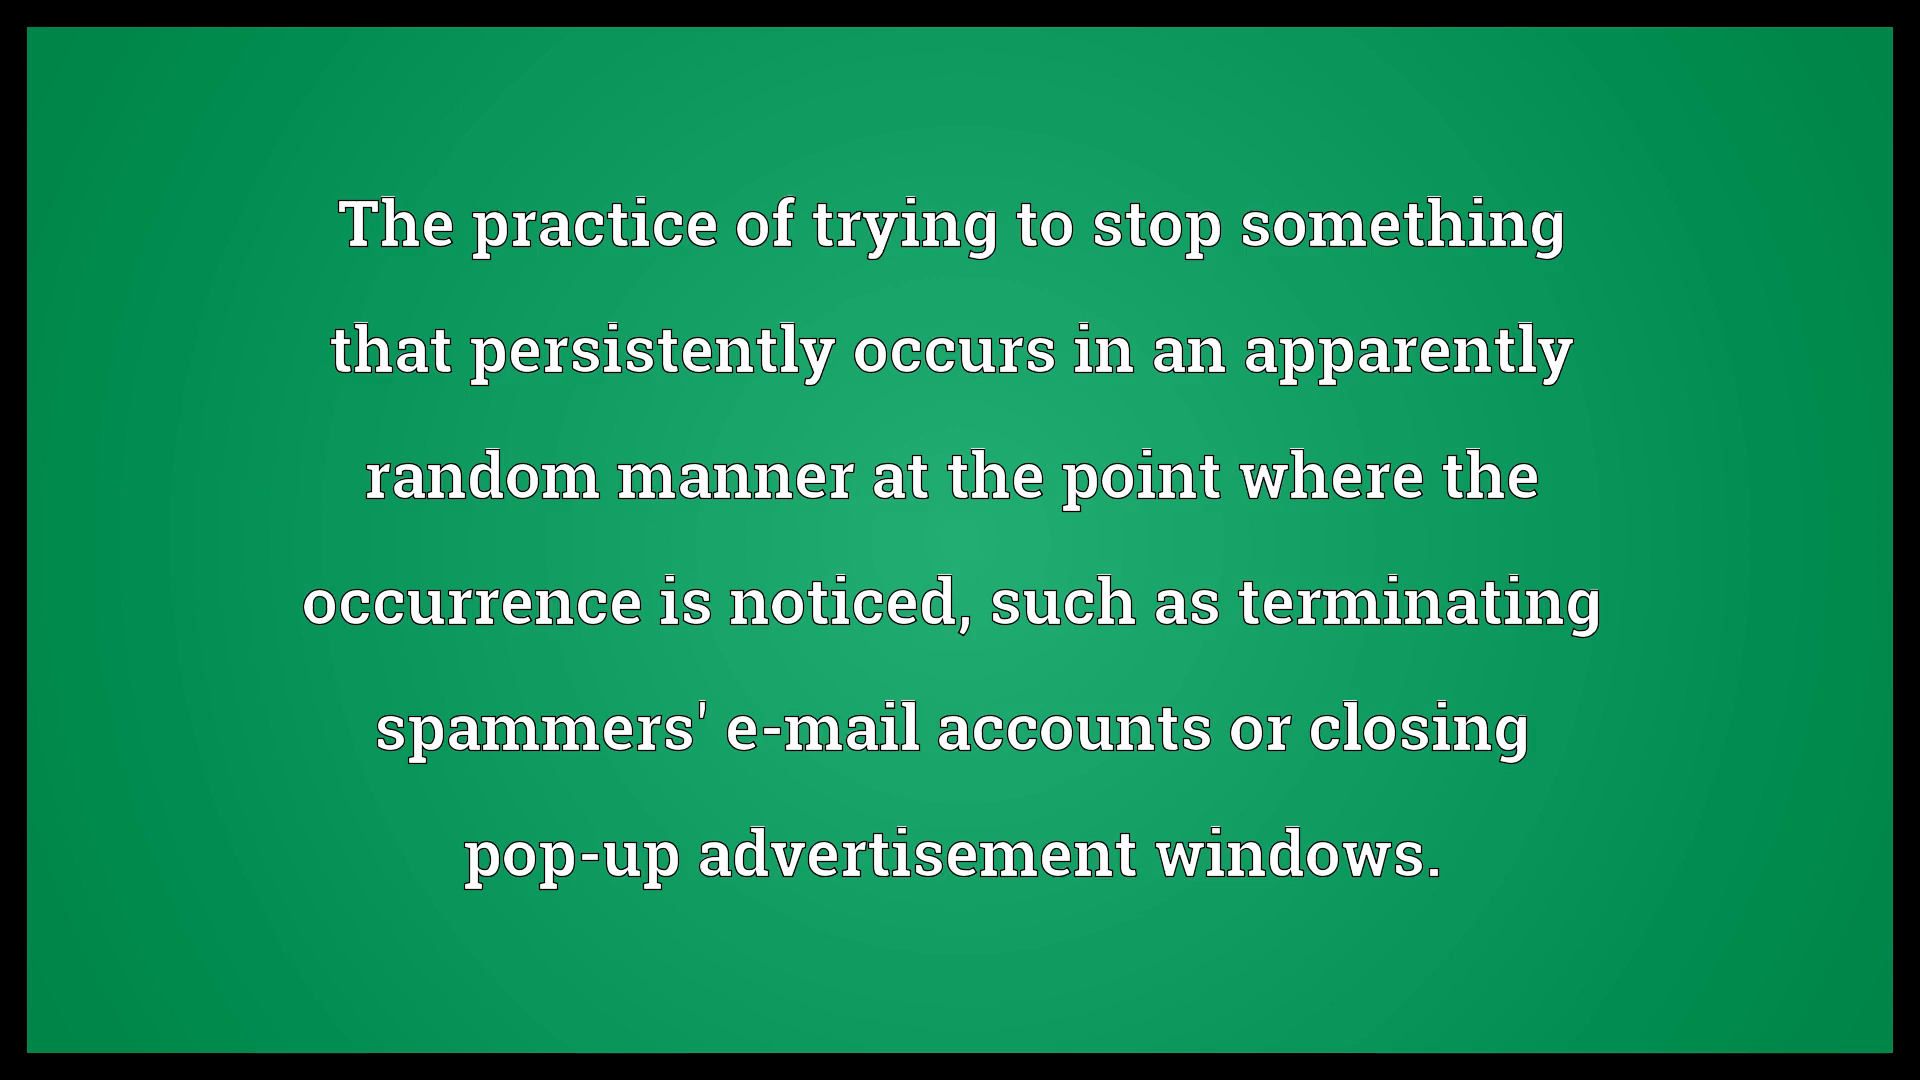 The practice of trying to stop something
that persistently occurs in an apparently
random manner at the point where the
occurrence is noticed, such as terminating
spammers' e-mail accounts or closing
pop-up advertisement windows.